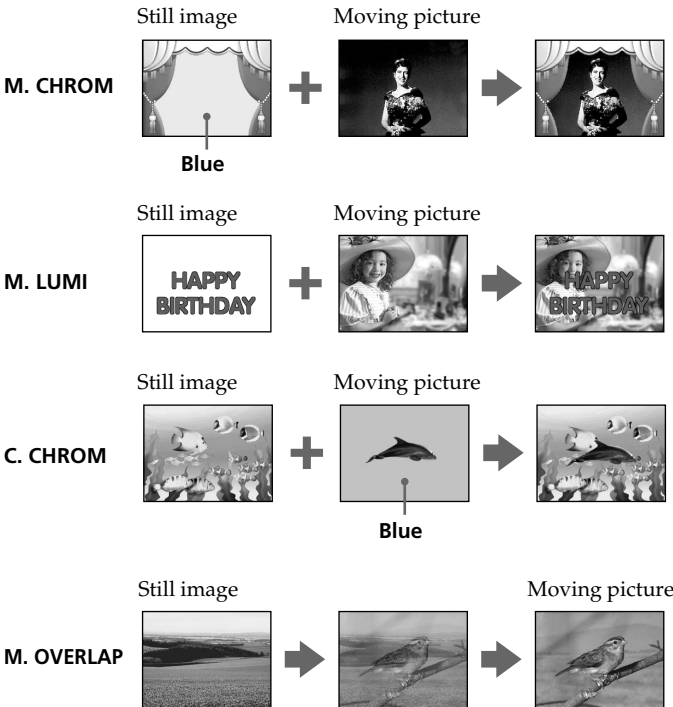 Still image Moving picture
M. CHROM
Blue
Still image Moving picture
M. LUMI
HAPPY
BIRTHDAY
HAPPY
BIRTHDAY
Still image Moving picture
C. CHROM
Blue
Still image Moving picture
M. OVERLAP